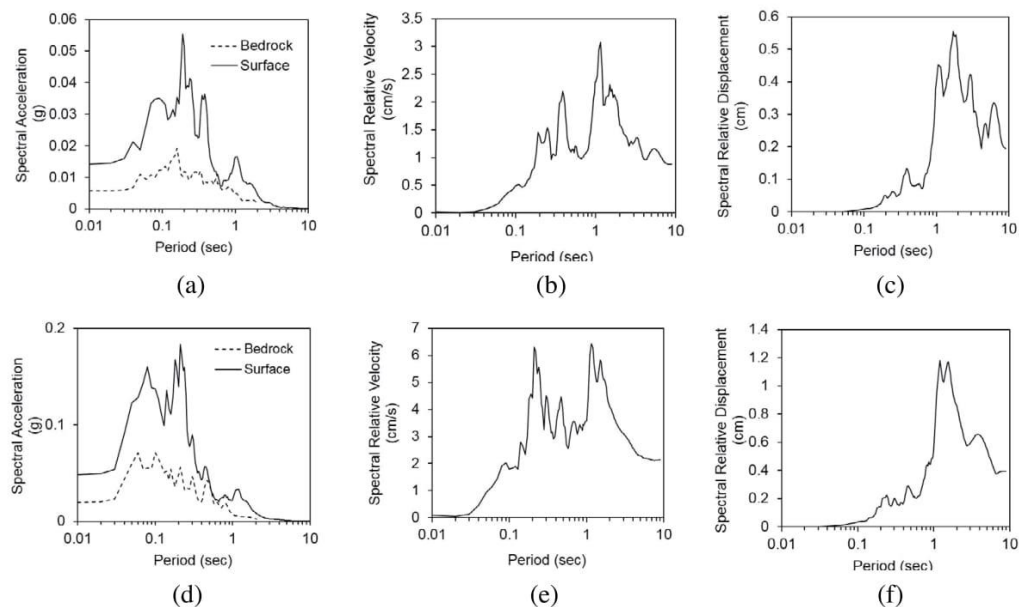 Spectral Acceleration
(g)
0.06
0.05
0.04
0.03
0.02
0.01
0
Bedrock
Surface
0.01
0.1
1
10
Period (sec)
(a)
Spectral Relative Velocity
(cm/s)
3.5
3
2.5
2
1.5
1
0.5
0
0.01
0.1
1
10
Period (sec)
(b)
Spectral Relative Displacement
(cm)
0.6
0.5
0.4
0.3
0.2
0.1
0
0.01
0.1
1
10
Period (sec)
(c)
Spectral Acceleration
(g)
0.2
0.1
0
Bedrock
Surface
0.01
0.1
1
10
Period (sec)
(d)
Spectral Relative Velocity
(cm/s)
7
6
5
4
3
2
1
0
0.01
0.1
1
10
Period (sec)
(e)
Spectral Relative Displacement
(cm)
1.4
1.2
1
0.8
0.6
0.4
0.2
0
0.01
0.1
1
10
Period (sec)
(f)